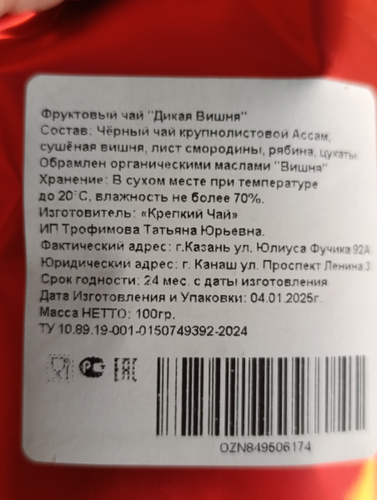 Фруктовый чай "Дикая Вишня"
Состав: Чёрный чай крупнолистовой Ассам,
сушёная вишня, лист смородины, рябина, цукаты.
Обрамлен органическими маслами "Вишня"
Хранение: В сухом месте при температуре
до 20°С, влажность не более 70%.
Изготовитель: «Крепкий Чай»
ИП Трофимова Татьяна Юрьевна.
Фактический адрес: г.Казань ул. Юлиуса Фучика 92А
Юридический адрес: г. Канаш ул. Проспект Ленина 3
Срок годности: 24 мес. с даты изготовления
Дата Изготовления и Упаковки: 04.01.2025г.
Масса НЕТТО: 100гр.
ТУ 10.89.19-001-0150749392-2024
EAC
OZN849506174